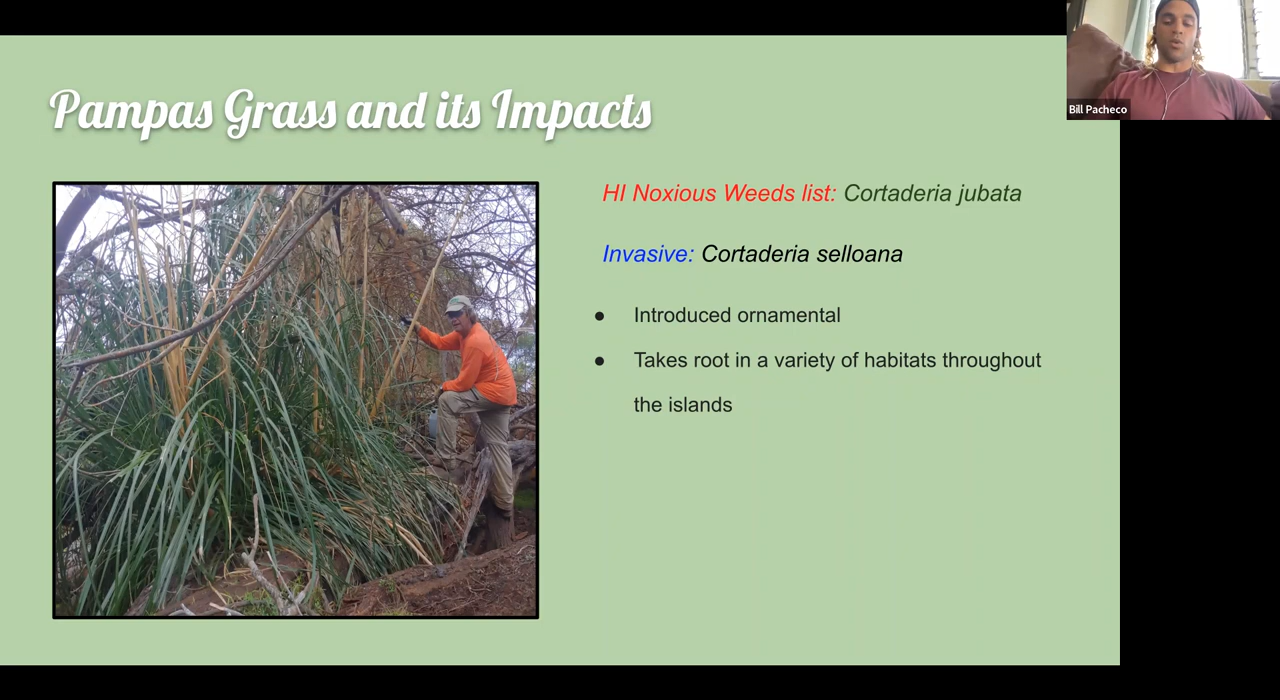 Pampas Grass and its Impacts
Bill Pacheco
HI Noxious Weeds list: Cortaderia jubata
Invasive: Cortaderia selloana
● Introduced ornamental
● Takes root in a variety of habitats throughout
the islands